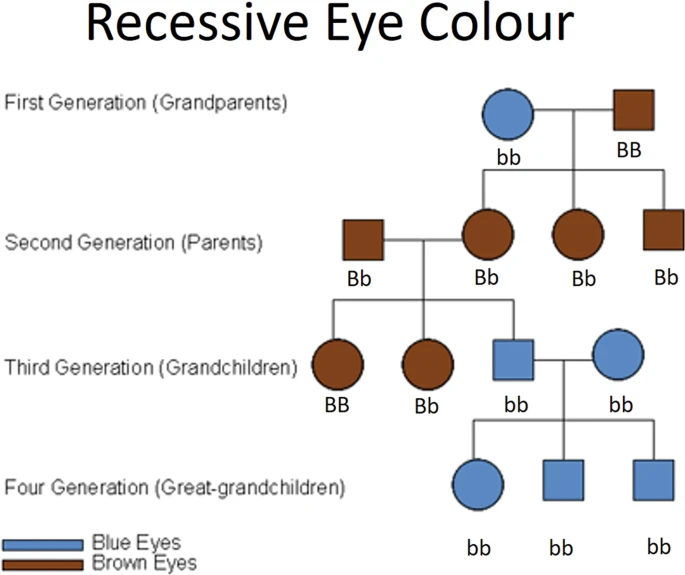 Recessive Eye Colour
First Generation (Grandparents)
bb
BB
Second Generation (Parents)
Bb
Bb
Bb
Bb
Third Generation (Grandchildren)
BB
Bb
bb
bb
Four Generation (Great-grandchildren)
bb
bb
bb
Blue Eyes
Brown Eyes